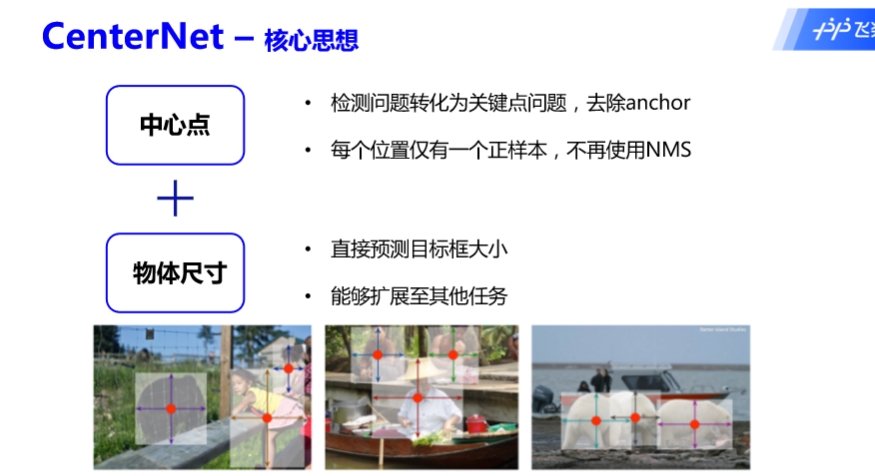 CenterNet – 核心思想
中心点
• 检测问题转化为关键点问题，去除anchor
• 每个位置仅有一个正样本，不再使用NMS
物体尺寸
• 直接预测目标框大小
• 能够扩展至其他任务